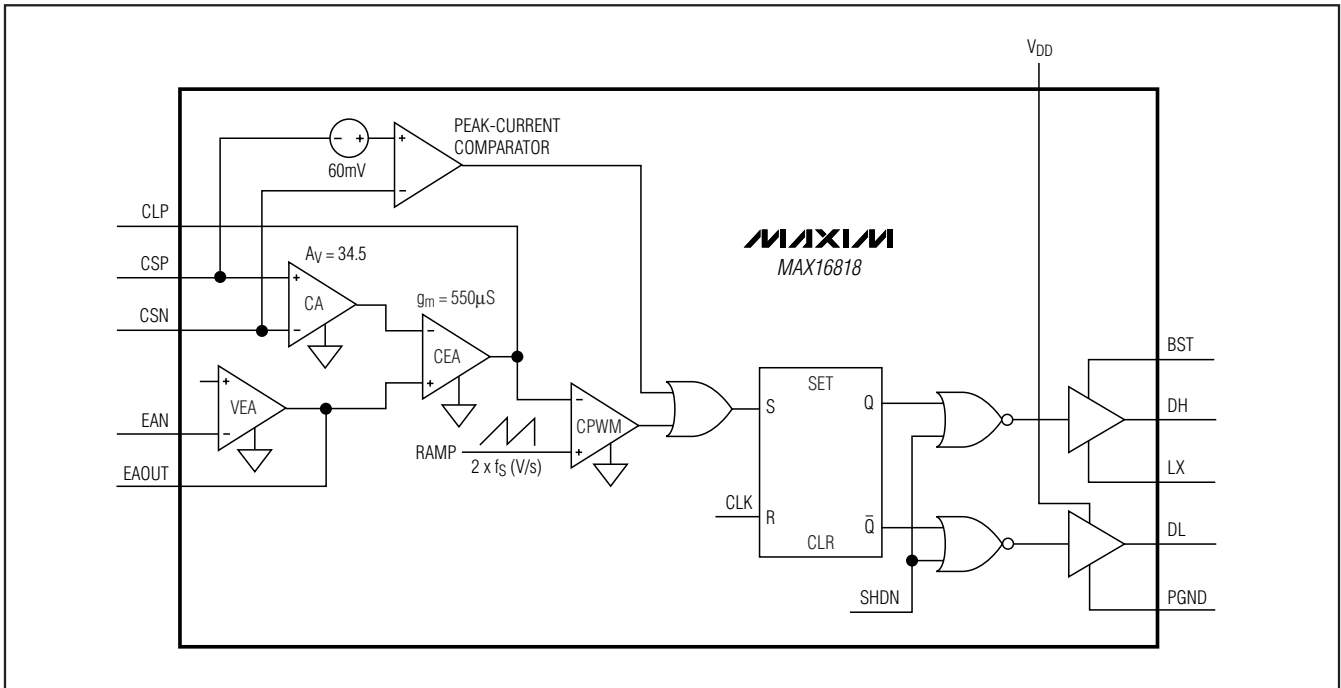 VDD
PEAK-CURRENT
COMPARATOR
- +
+
-
60mV
CLP
CSP
CSN
EAN
EAOUT
AV = 34.5
+
CA
-
gm = 550µS
-
CEA
+
+
VEA
-
RAMP
2 x fS (V/s)
-
CPWM
+
MAXIM
MAX16818
SET
S
Q
CLK
R
Q̅
CLR
SHDN
BST
DH
LX
DL
PGND